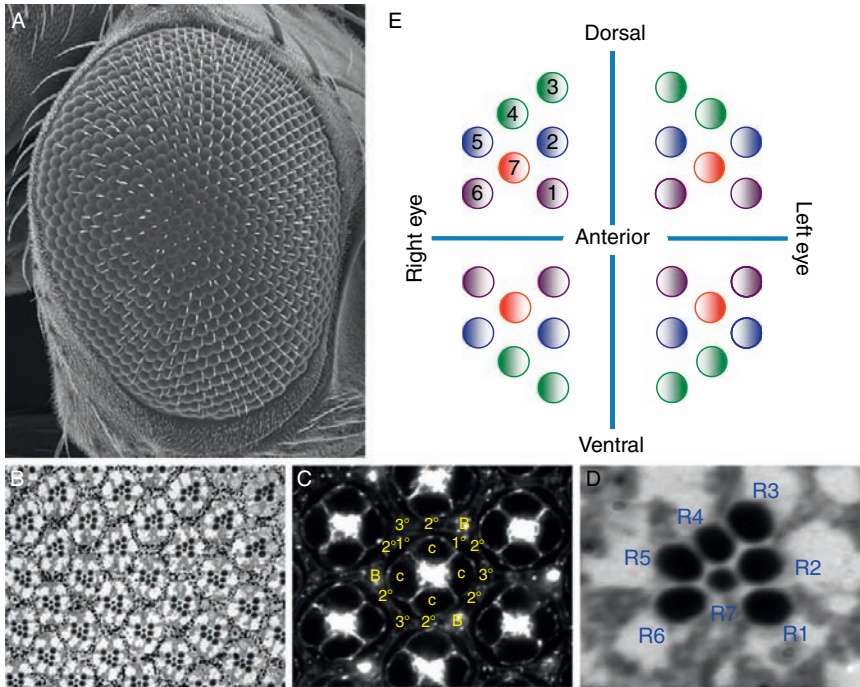 A
E
Dorsal
3
4
5
2
7
6
1
Right eye
Anterior
Left eye
Ventral
B
C
3° 2° B
2° 1° 1° 2°
c
B c c 3°
2° c 2°
3° 2° B
D
R3
R4
R5
R2
R7
R6
R1